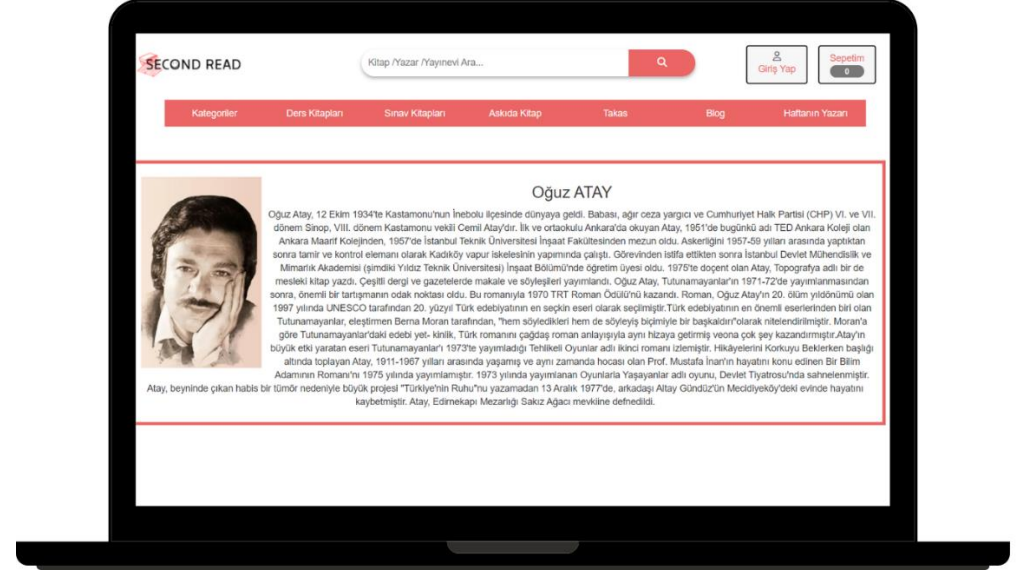 SECOND READ
Kitap /Yazar /Yayınevi Ara...
Giriş Yap
Sepetim
0
Kategoriler
Ders Kitapları
Sınav Kitapları
Askıda Kitap
Takas
Blog
Haftanın Yazarı
Oğuz ATAY
Oğuz Atay, 12 Ekim 1934'te Kastamonu'nun İnebolu ilçesinde dünyaya geldi. Babası, ağır ceza yargıcı ve Cumhuriyet Halk Partisi (CHP) VI. ve VII.
dönem Sinop, VIII. dönem Kastamonu vekili Cemil Atay'dır. İlk ve ortaokulu Ankara'da okuyan Atay, 1951'de bugünkü adı TED Ankara Koleji olan
Ankara Maarif Kolejinden, 1957'de İstanbul Teknik Üniversitesi İnşaat Fakültesinden mezun oldu. Askerliğini 1957-59 yılları arasında yaptıktan
sonra tamir ve kontrol elemanı olarak Kadıköy vapur iskelesinin yapımında çalıştı. Görevinden istifa ettikten sonra İstanbul Devlet Mühendislik ve
Mimarlık Akademisi (şimdiki Yıldız Teknik Üniversitesi) İnşaat Bölümü'nde öğretim üyesi oldu. 1975'te doçent olan Atay, Topografya adlı bir de
mesleki kitap yazdı. Çeşitli dergi ve gazetelerde makale ve söyleşileri yayımlandı. Oğuz Atay, Tutunamayanlar'ın 1971-72'de yayımlanmasından
sonra, önemli bir tartışmanın odak noktası oldu. Bu romanıyla 1970 TRT Roman Ödülü'nü kazandı. Roman, Oğuz Atay'ın 20. ölüm yıldönümü olan
1997 yılında UNESCO tarafından 20. yüzyıl Türk edebiyatının en seçkin eseri olarak seçilmiştir.Türk edebiyatının en önemli eserlerinden biri olan
Tutunamayanlar, eleştirmen Berna Moran tarafından, "hem söyledikleri hem de söyleyiş biçimiyle bir başkaldırı"olarak nitelendirilmiştir. Moran'a
göre Tutunamayanlar'daki edebi yet- kinlik, Türk romanını çağdaş roman anlayışıyla aynı hizaya getirmiş veona çok şey kazandırmıştır.Atay'ın
büyük etki yaratan eseri Tutunamayanlar'ı 1973'te yayımladığı Tehlikeli Oyunlar adlı ikinci romanı izlemiştir. Hikâyelerini Korkuyu Beklerken başlığı
altında toplayan Atay, 1911-1967 yılları arasında yaşamış ve aynı zamanda hocası olan Prof. Mustafa İnan'ın hayatını konu edinen Bir Bilim
Adamının Romanı'nı 1975 yılında yayımlamıştır. 1973 yılında yayımlanan Oyunlarla Yaşayanlar adlı oyunu, Devlet Tiyatrosu'nda sahnelenmiştir.
Atay, beyninde çıkan habis bir tümör nedeniyle büyük projesi "Türkiye'nin Ruhu"nu yazamadan 13 Aralık 1977'de, arkadaşı Altay Gündüz'ün Mecidiyeköy'deki evinde hayatını
kaybetmiştir. Atay, Edirnekapı Mezarlığı Sakız Ağacı mevkiine defnedildi.